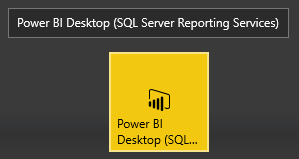 Power BI Desktop (SQL Server Reporting Services)
Power BI
Desktop (SQL...